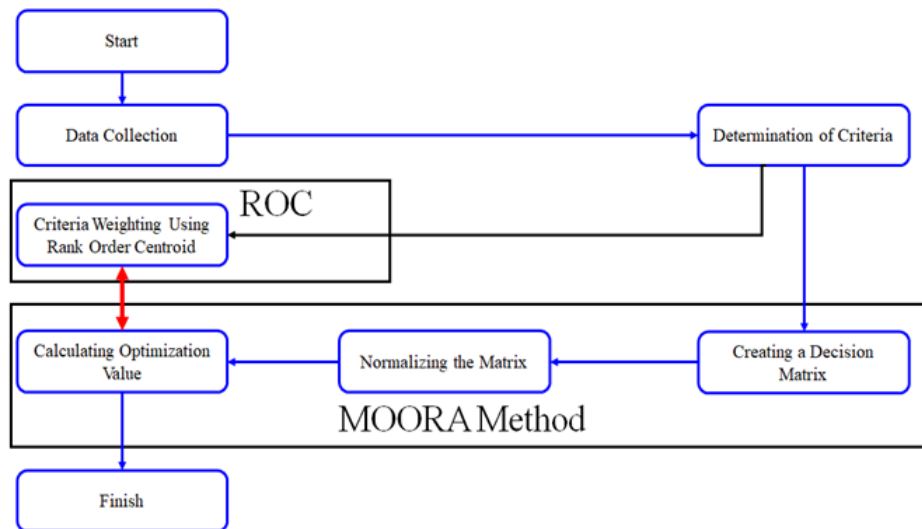 Start
Data Collection
Determination of Criteria
ROC
Criteria Weighting Using
Rank Order Centroid
Calculating Optimization
Value
Normalizing the Matrix
Creating a Decision
Matrix
MOORA Method
Finish